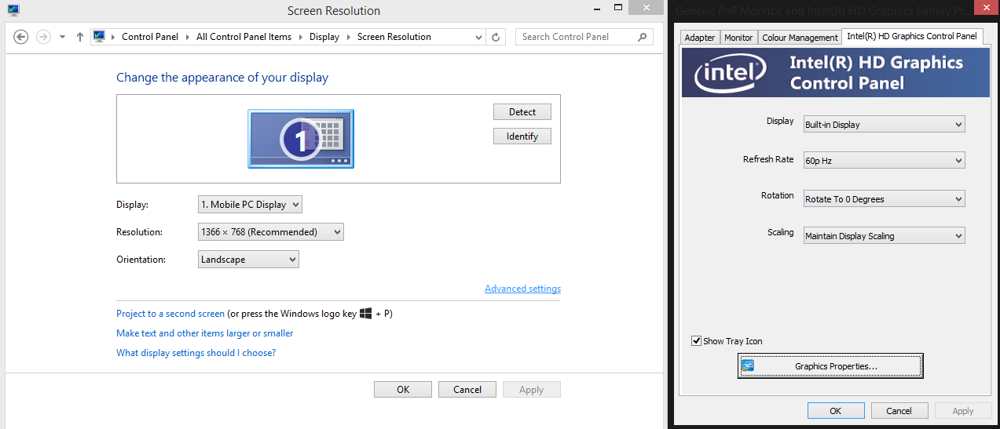 Screen Resolution
Control Panel
All Control Panel Items
Display
Screen Resolution
Search Control Panel
Change the appearance of your display
1
Detect
Identify
Display:
1. Mobile PC Display
Resolution:
1366 × 768 (Recommended)
Orientation:
Landscape
Advanced settings
Project to a second screen (or press the Windows logo key + P)
Make text and other items larger or smaller
What display settings should I choose?
OK
Cancel
Apply
Generic PnP Monitor and Intel(R) HD Graphics Family Pr...
Adapter
Monitor
Colour Management
Intel(R) HD Graphics Control Panel
intel
Intel(R) HD Graphics
Control Panel
Display
Built-in Display
Refresh Rate
60p Hz
Rotation
Rotate To 0 Degrees
Scaling
Maintain Display Scaling
Show Tray Icon
Graphics Properties...
OK
Cancel
Apply